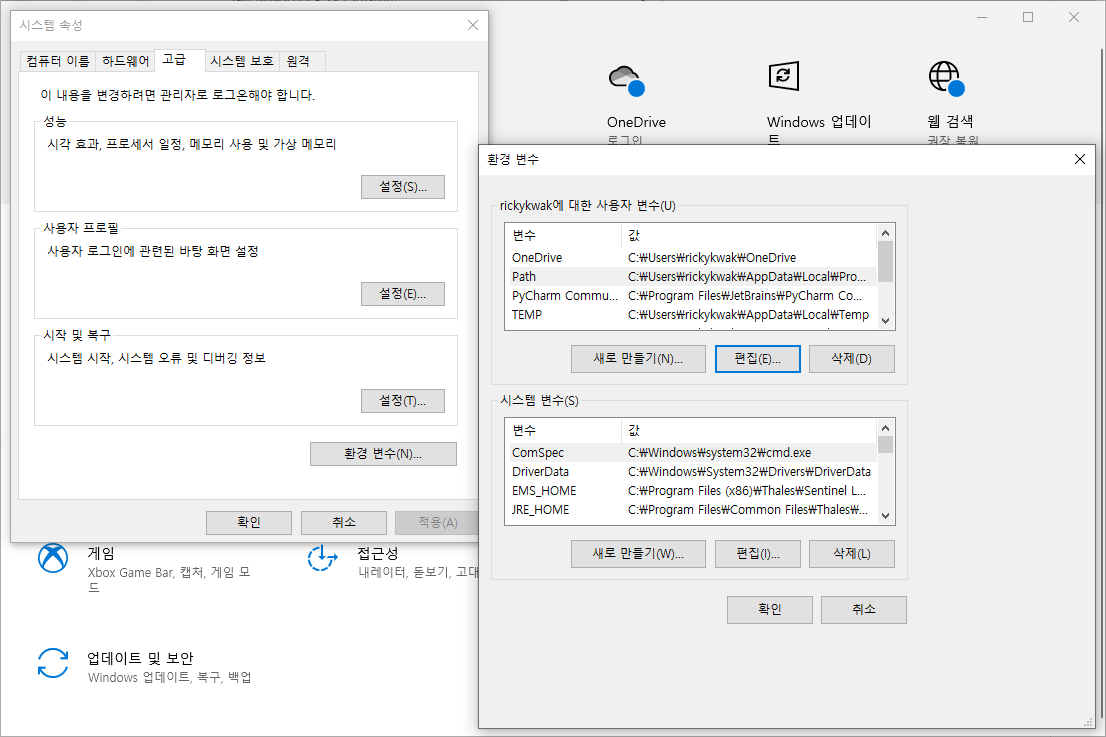 시스템 속성
컴퓨터 이름
하드웨어
고급
시스템 보호
원격
이 내용을 변경하려면 관리자로 로그온해야 합니다.
성능
시각 효과, 프로세서 일정, 메모리 사용 및 가상 메모리
설정(S)...
사용자 프로필
사용자 로그인에 관련된 바탕 화면 설정
설정(E)...
시작 및 복구
시스템 시작, 시스템 오류 및 디버깅 정보
설정(T)...
환경 변수(N)...
확인
취소
적용(A)
OneDrive
로그인
Windows 업데이
트
웹 검색
권장 복원
환경 변수
rickykwak에 대한 사용자 변수(U)
변수 값
OneDrive C:₩Users₩rickykwak₩OneDrive
Path C:₩Users₩rickykwak₩AppData₩Local₩Pro...
PyCharm Commu... C:₩Program Files₩JetBrains₩PyCharm Co...
TEMP C:₩Users₩rickykwak₩AppData₩Local₩Temp
새로 만들기(N)...
편집(E)...
삭제(D)
시스템 변수(S)
변수 값
ComSpec C:₩Windows₩system32₩cmd.exe
DriverData C:₩Windows₩System32₩Drivers₩DriverData
EMS_HOME C:₩Program Files (x86)₩Thales₩Sentinel L...
JRE_HOME C:₩Program Files₩Common Files₩Thales₩...
새로 만들기(W)...
편집(I)...
삭제(L)
확인
취소
게임
Xbox Game Bar, 캡처, 게임 모
드
접근성
내레이터, 돋보기, 고대
업데이트 및 보안
Windows 업데이트, 복구, 백업